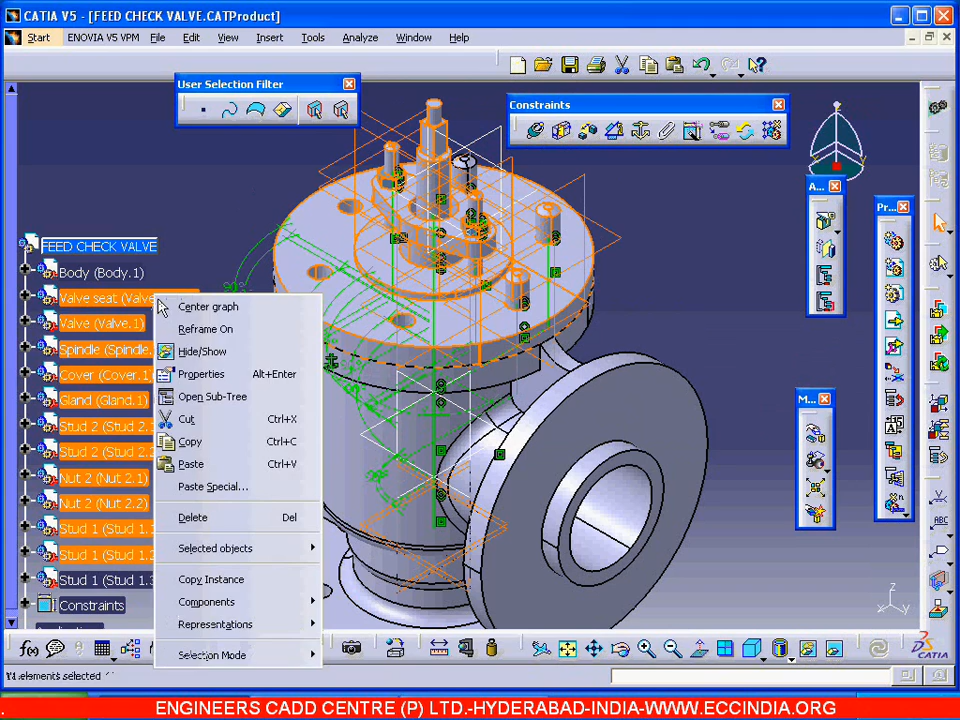 CATIA V5 - [FEED CHECK VALVE.CATProduct]
Start ENOVIA V5 VPM File Edit View Insert Tools Analyze Window Help
User Selection Filter
Constraints
A...
Pr...
FEED CHECK VALVE
Body (Body.1)
Valve seat (Valve
Valve (Valve.1)
Spindle (Spindle.
Cover (Cover.1)
Gland (Gland.1)
Stud 2 (Stud 2.1
Stud 2 (Stud 2.2
Nut 2 (Nut 2.1)
Nut 2 (Nut 2.2)
Stud 1 (Stud 1.
Stud 1 (Stud 1.2
Stud 1 (Stud 1.3
Constraints
Center graph
Reframe On
Hide/Show
Properties Alt+Enter
Open Sub-Tree
Cut Ctrl+X
Copy Ctrl+C
Paste Ctrl+V
Paste Special...
Delete Del
Selected objects
Copy Instance
Components
Representations
Selection Mode
M...
ABC
z
x
y
f(x)
CATIA
elements selected
ENGINEERS CADD CENTRE (P) LTD.-HYDERABAD-INDIA-WWW.ECCINDIA.ORG